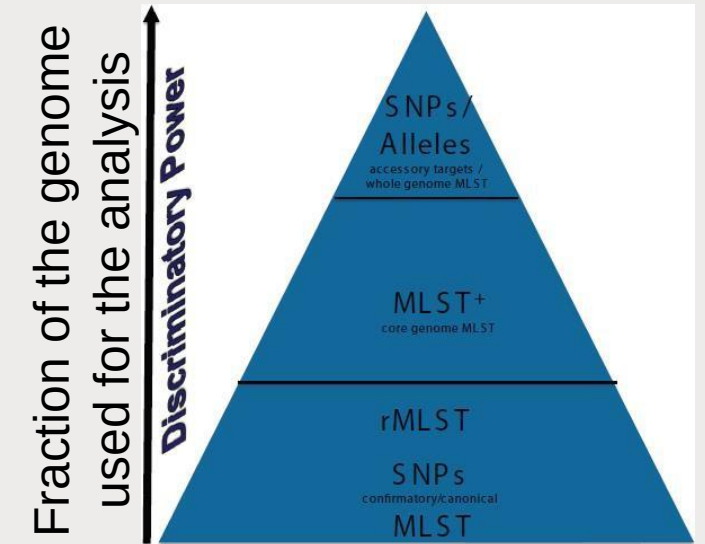 Fraction of the genome
used for the analysis
Discriminatory Power
SNPs/
Alleles
accessory targets /
whole genome MLST
MLST+
core genome MLST
rMLST
SNPs
confirmatory/canonical
MLST